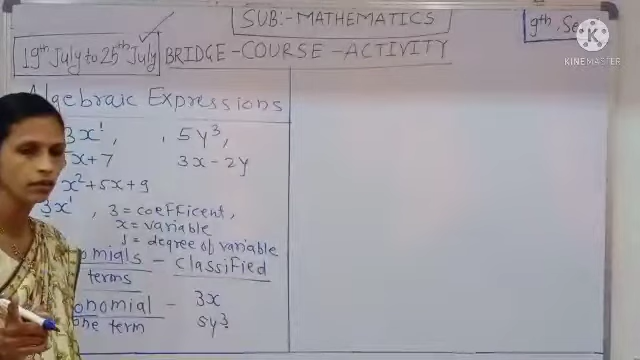 SUB:- MATHEMATICS
9th, Se
KINEMASTER
19th July to 25th July BRIDGE-COURSE-ACTIVITY
Algebraic Expressions
3x¹, , 5y³,
x+7 3x-2y
x²+5x+9
3x¹, 3 = coefficent,
x = variable
1 = degree of variable
omials - Classified
terms
onomial - 3x
one term 5y³